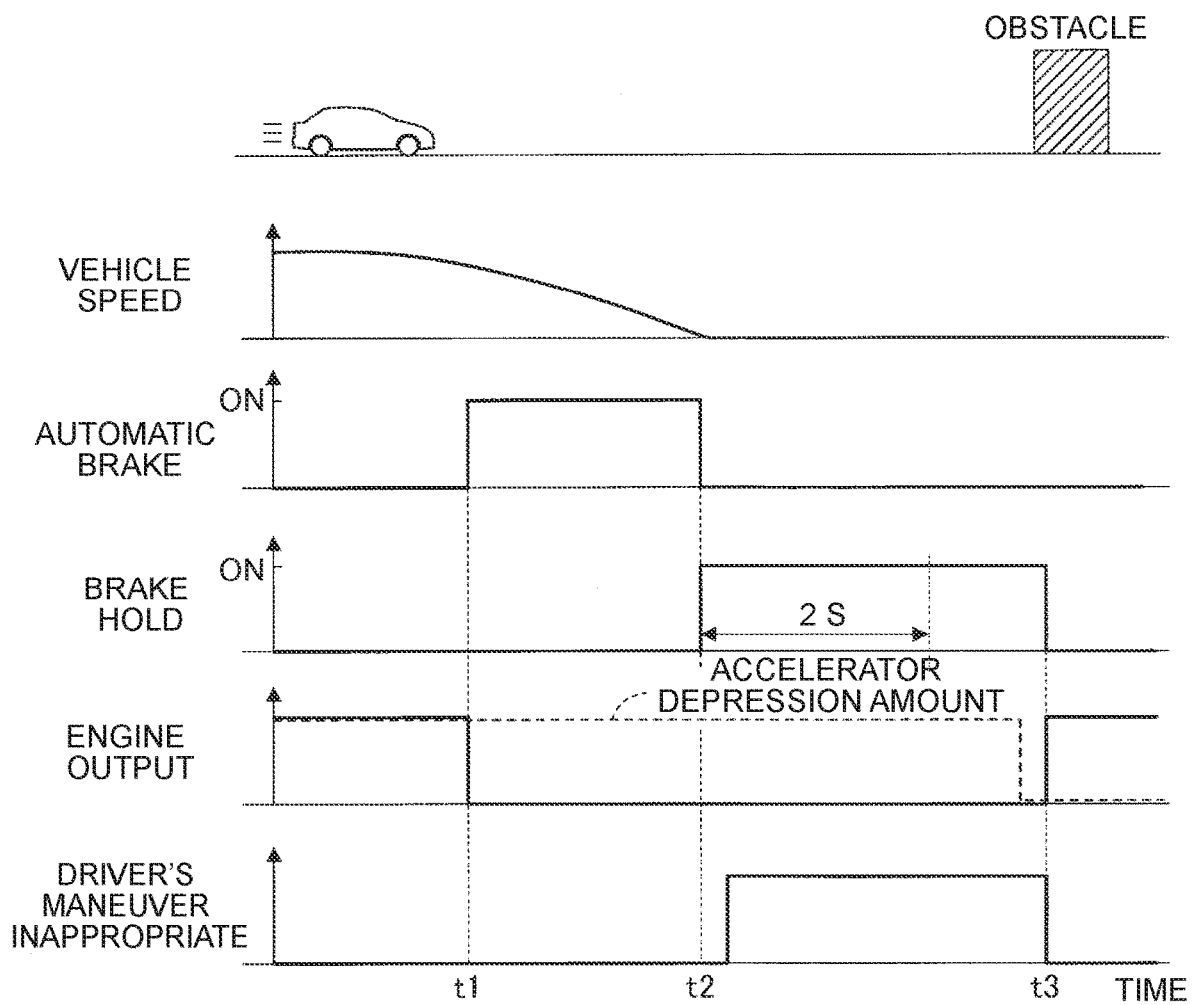 OBSTACLE
VEHICLE
SPEED
ON
AUTOMATIC
BRAKE
ON
BRAKE
HOLD
2 S
ACCELERATOR
DEPRESSION AMOUNT
ENGINE
OUTPUT
DRIVER'S
MANEUVER
INAPPROPRIATE
t1 t2 t3 TIME